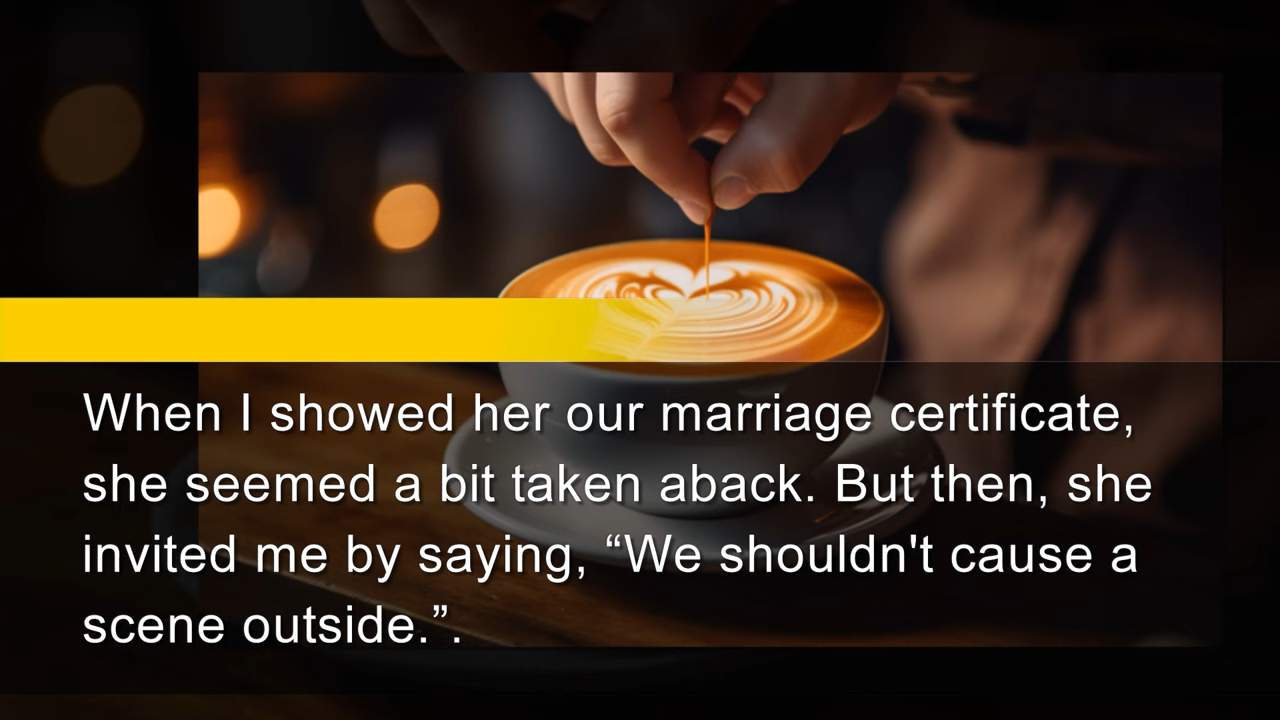 When I showed her our marriage certificate,
she seemed a bit taken aback. But then, she
invited me by saying, “We shouldn't cause a
scene outside.”.